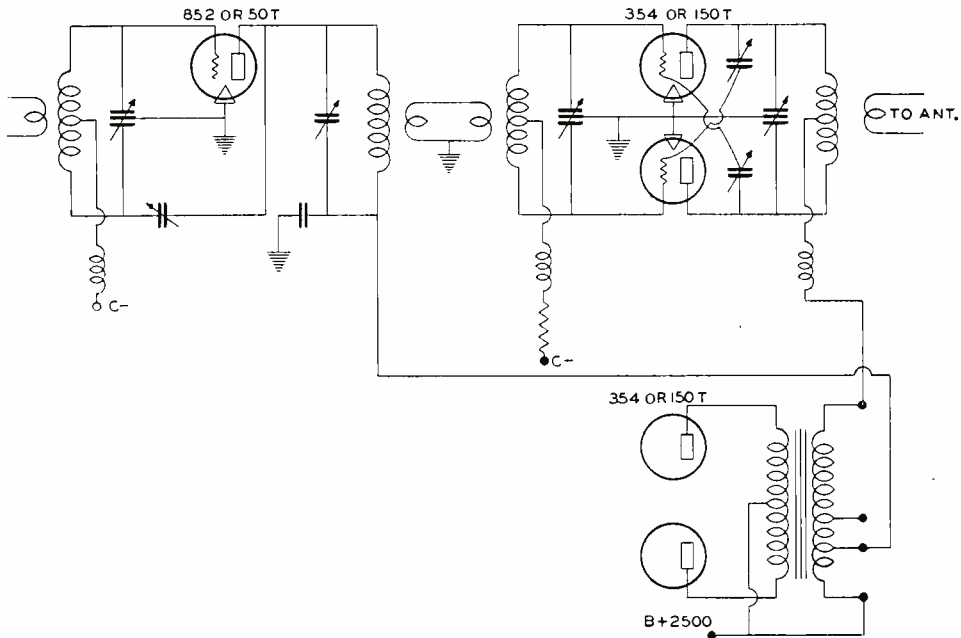 852 OR 50T
354 OR 150T
TO ANT.
C-
C-
354 OR 150T
B+2500